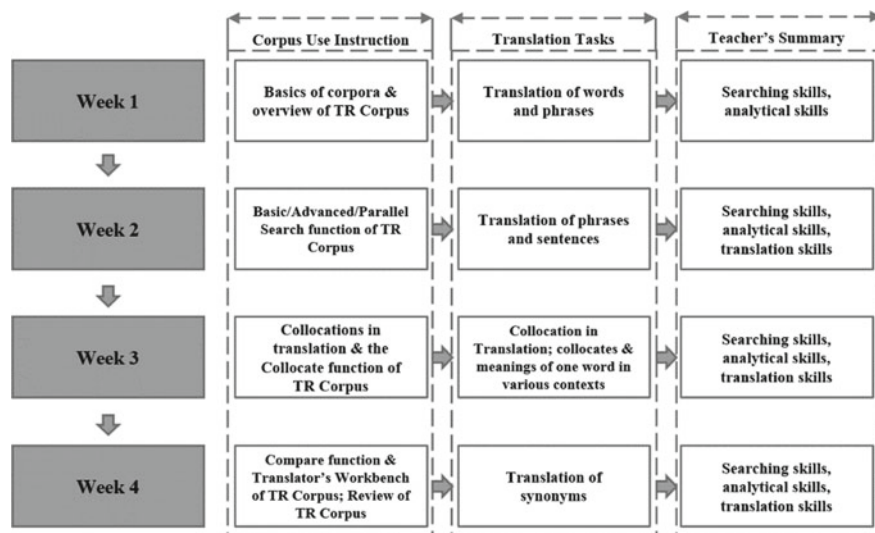 Corpus Use Instruction
Translation Tasks
Teacher's Summary
Week 1
Basics of corpora &
overview of TR Corpus
Translation of words
and phrases
Searching skills,
analytical skills
Week 2
Basic/Advanced/Parallel
Search function of TR
Corpus
Translation of phrases
and sentences
Searching skills,
analytical skills,
translation skills
Week 3
Collocations in
translation & the
Collocate function of
TR Corpus
Collocation in
Translation; collocates &
meanings of one word in
various contexts
Searching skills,
analytical skills,
translation skills
Week 4
Compare function &
Translator's Workbench
of TR Corpus; Review of
TR Corpus
Translation of
synonyms
Searching skills,
analytical skills,
translation skills